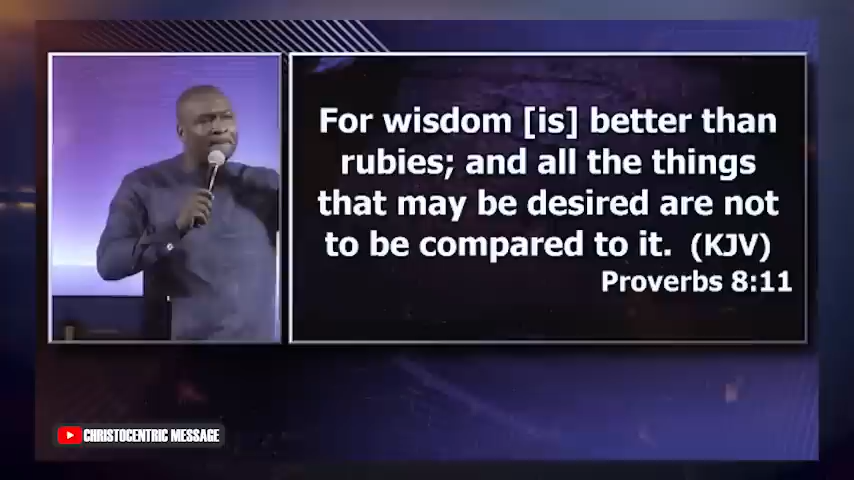 For wisdom [is] better than
rubies; and all the things
that may be desired are not
to be compared to it. (KJV)
Proverbs 8:11
CHRISTOCENTRIC MESSAGE